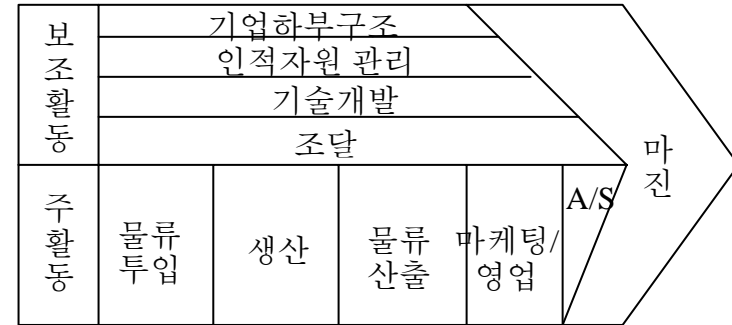 보조활동
기업하부구조
인적자원 관리
기술개발
조달
마진
주활동
물류
투입
생산
물류
산출
마케팅/
영업
A/S